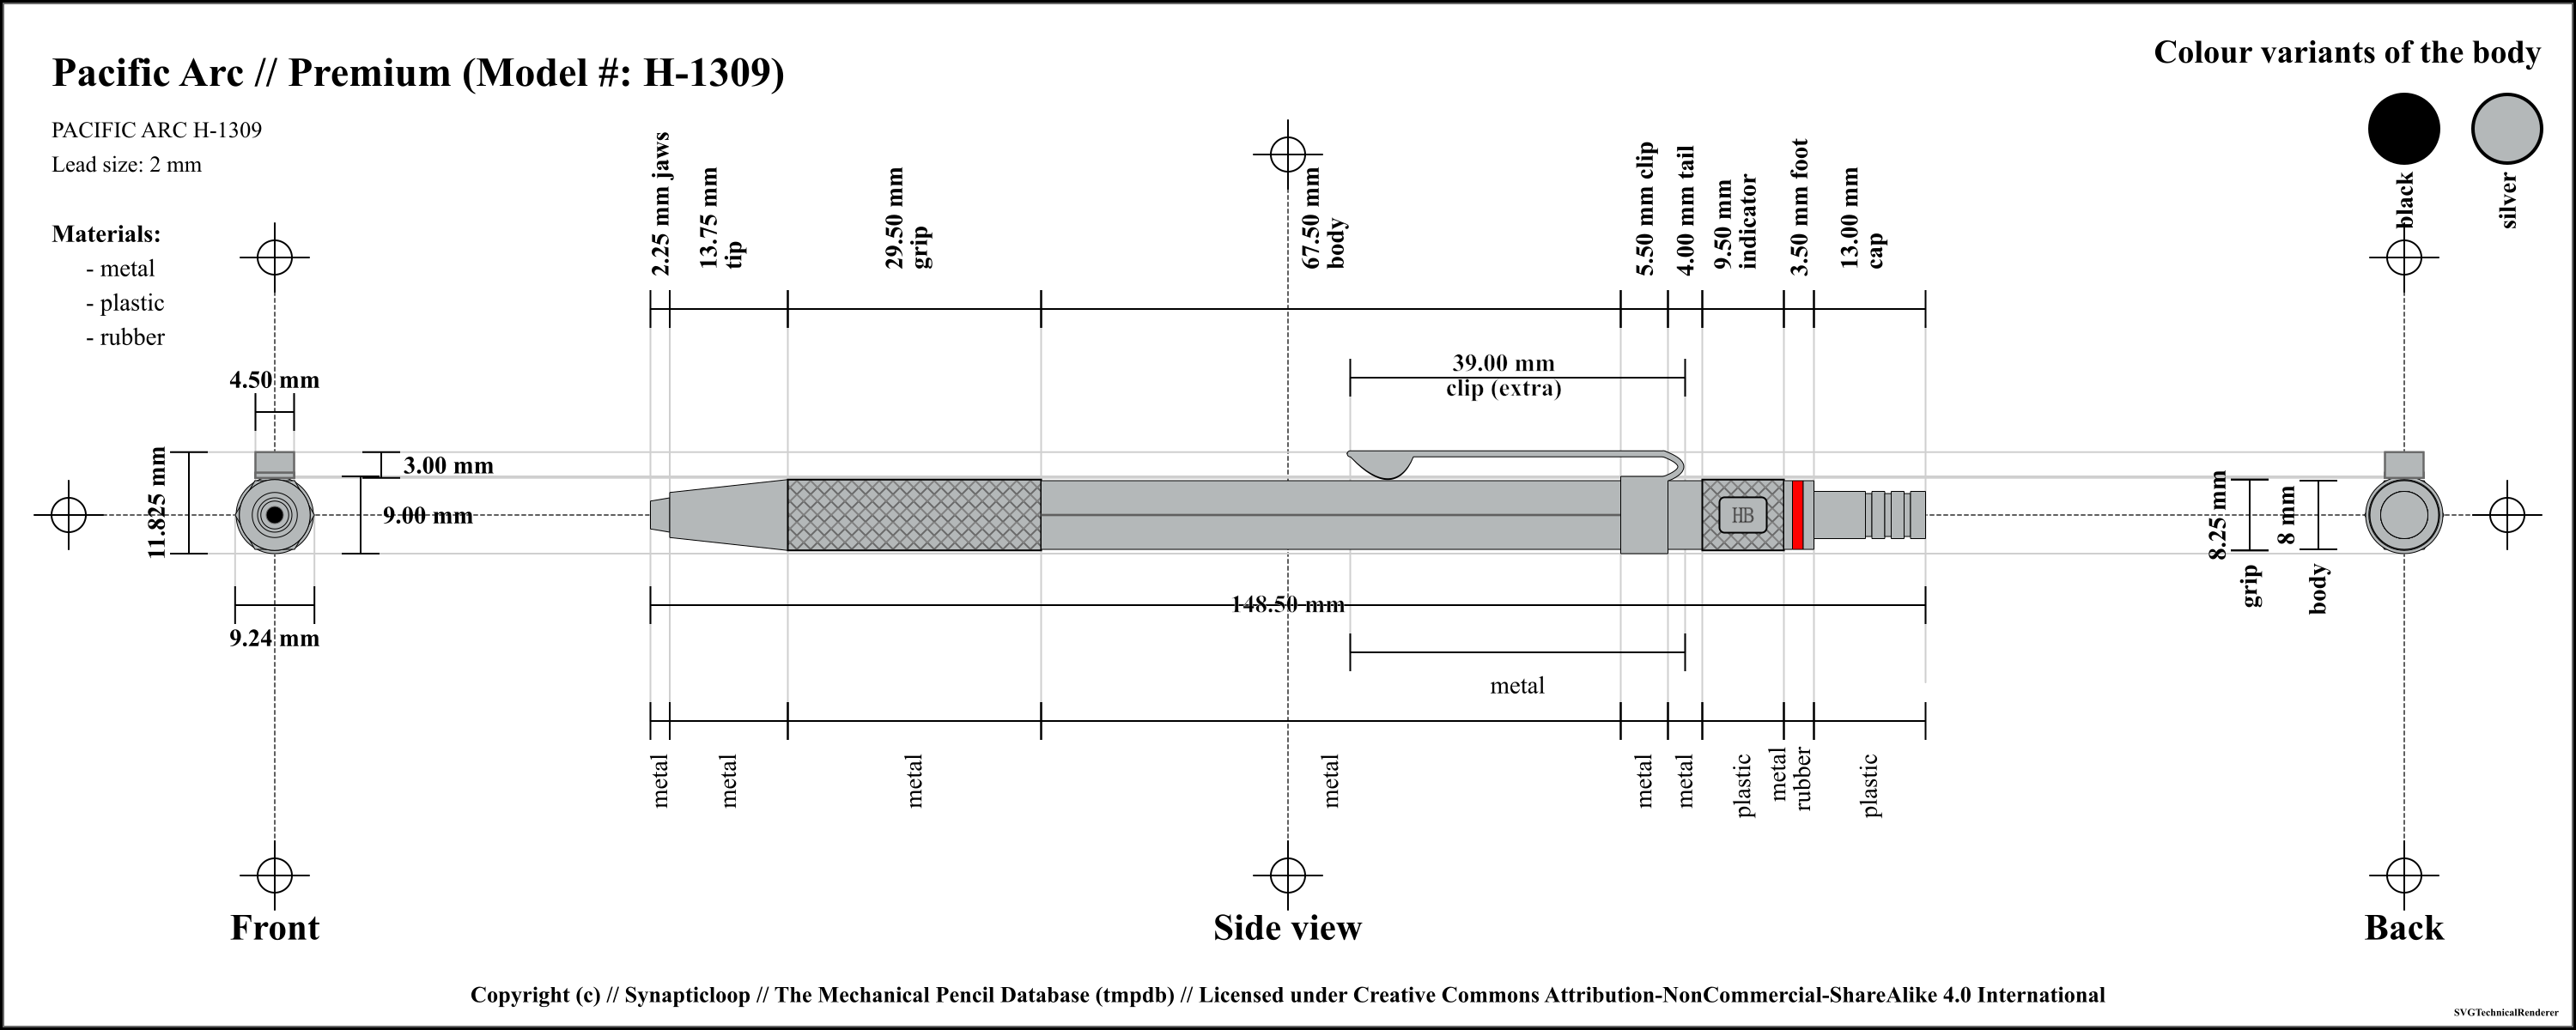 Pacific Arc // Premium (Model #: H-1309)
Colour variants of the body
PACIFIC ARC H-1309
Lead size: 2 mm
Materials:
- metal
- plastic
- rubber
black
silver
2.25 mm jaws
13.75 mm
tip
29.50 mm
grip
67.50 mm
body
5.50 mm clip
4.00 mm tail
9.50 mm
indicator
3.50 mm foot
13.00 mm
cap
39.00 mm
clip (extra)
4.50 mm
11.825 mm
3.00 mm
9.00 mm
9.24 mm
HB
8.25 mm
grip
8 mm
body
148.50 mm
metal
metal
metal
metal
metal
metal
metal
plastic
metal
rubber
plastic
Front
Side view
Back
Copyright (c) // Synapticloop // The Mechanical Pencil Database (tmpdb) // Licensed under Creative Commons Attribution-NonCommercial-ShareAlike 4.0 International
SVGTechnicalRenderer